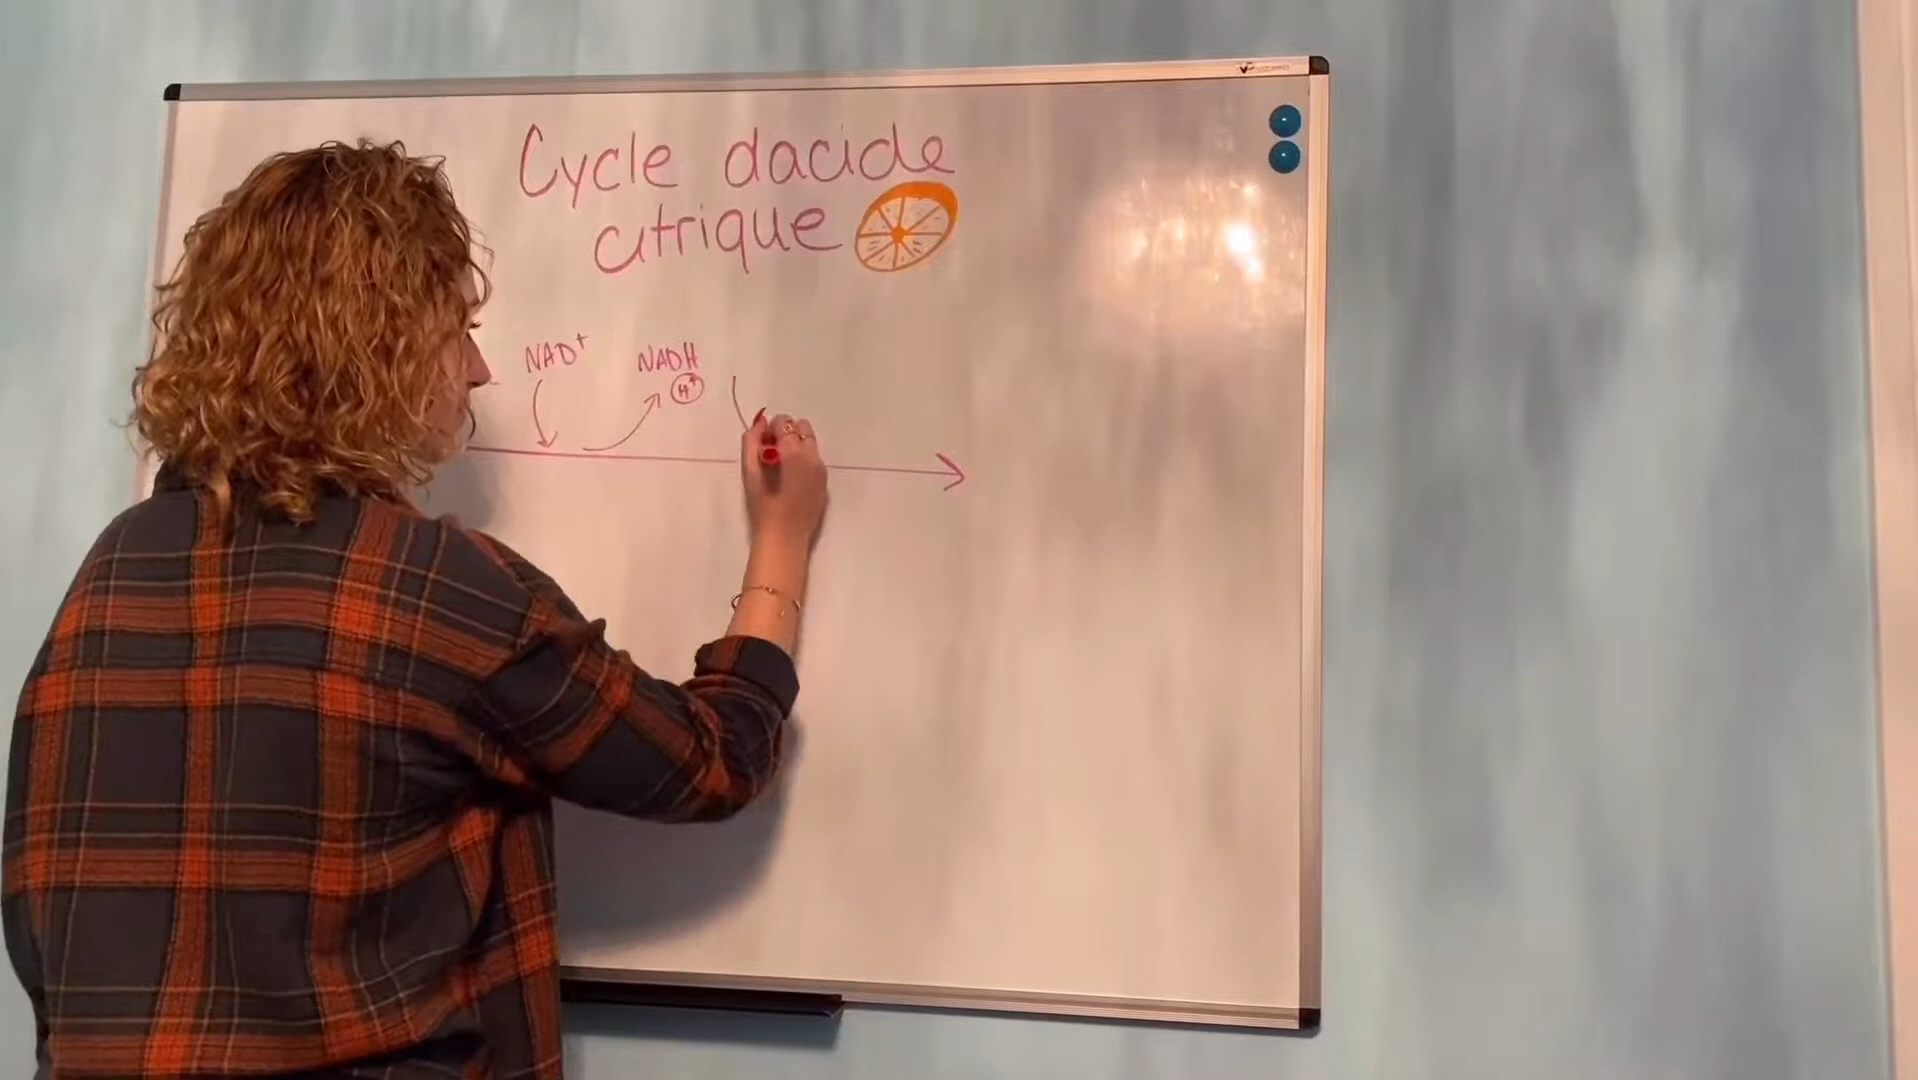 Cycle dacide
citrique
NAD⁺ NADH
H⁺